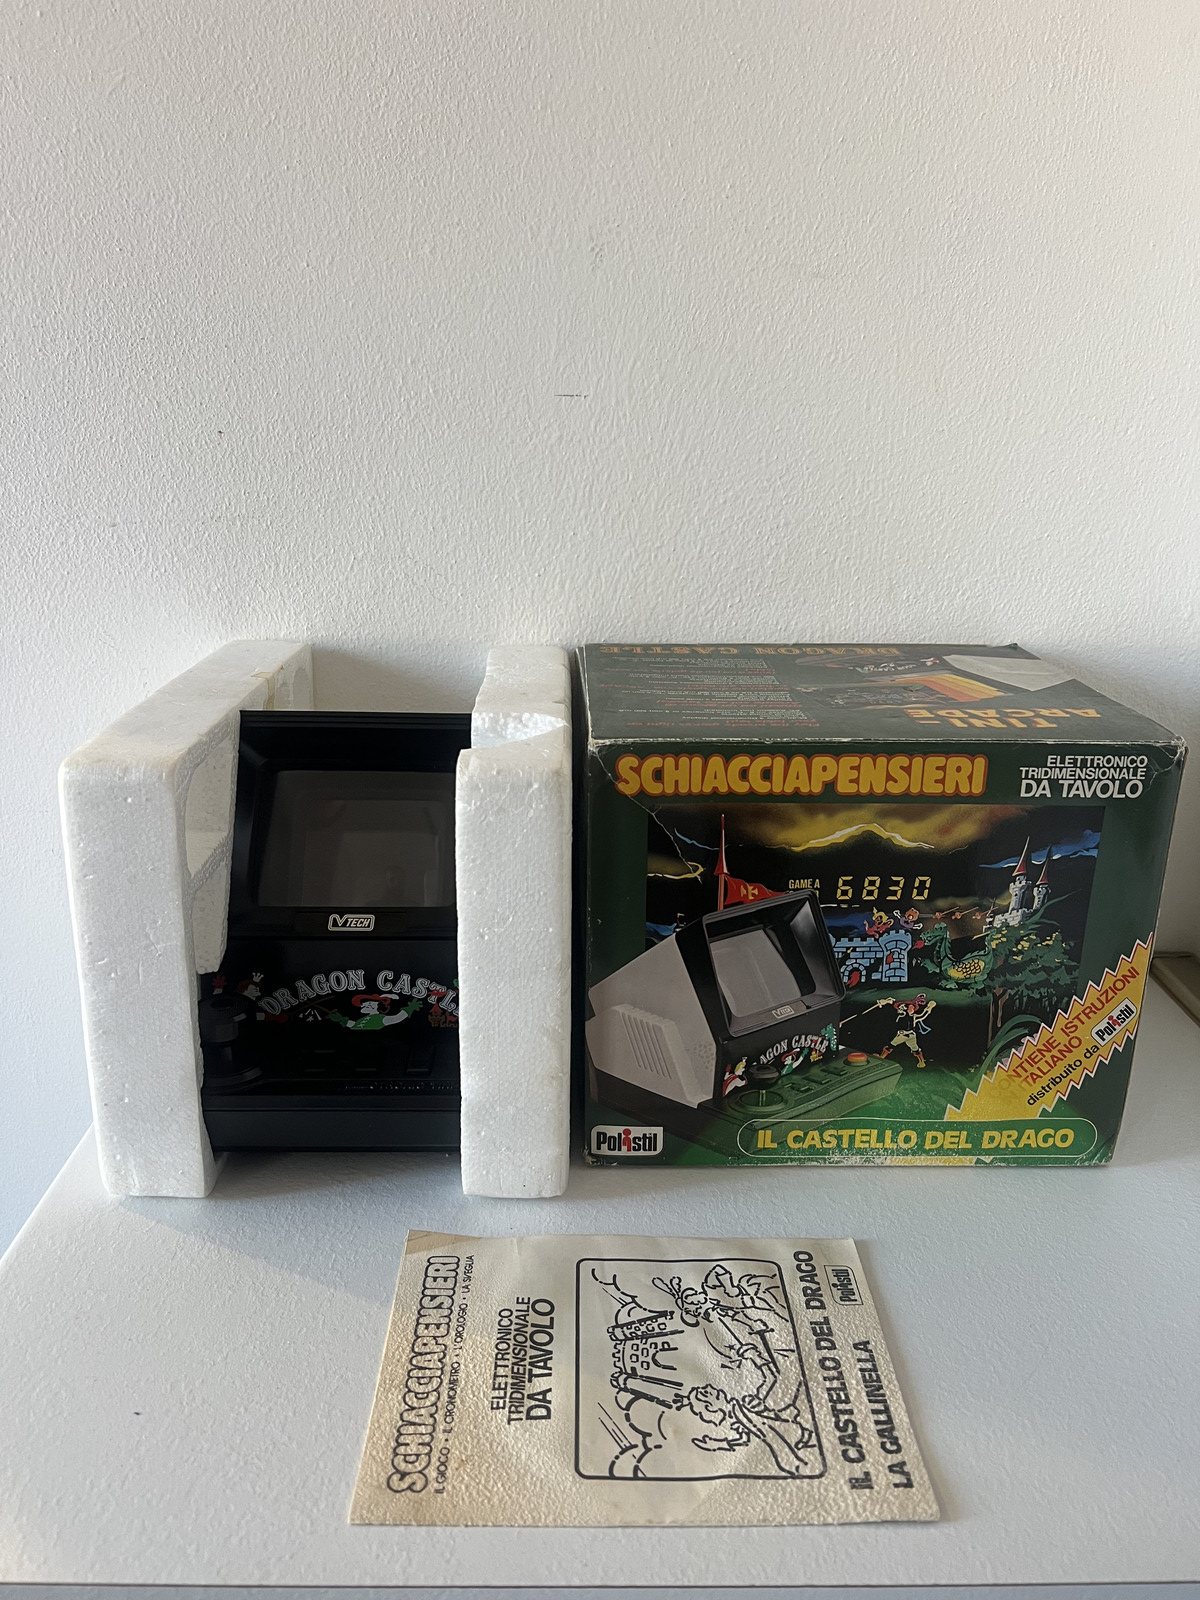 DRAGON CASTLE
TINI-
ARCADE
SCHIACCIAPENSIERI
ELETTRONICO
TRIDIMENSIONALE
DA TAVOLO
GAME A
6830
VTECH
DRAGON CASTLE
VTECH
AGON CASTLE
CONTIENE ISTRUZIONI
ITALIANO
distribuito da Polistil
Polistil
IL CASTELLO DEL DRAGO
SCHIACCIAPENSIERI
IL GIOCO • IL CRONOMETRO • L'OROLOGIO • LA SVEGLIA
ELETTRONICO
TRIDIMENSIONALE
DA TAVOLO
IL CASTELLO DEL DRAGO
LA GALLINELLA
Polistil